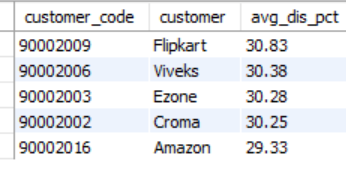 customer_code customer avg_dis_pct
90002009 Flipkart 30.83
90002006 Viveks 30.38
90002003 Ezone 30.28
90002002 Croma 30.25
90002016 Amazon 29.33